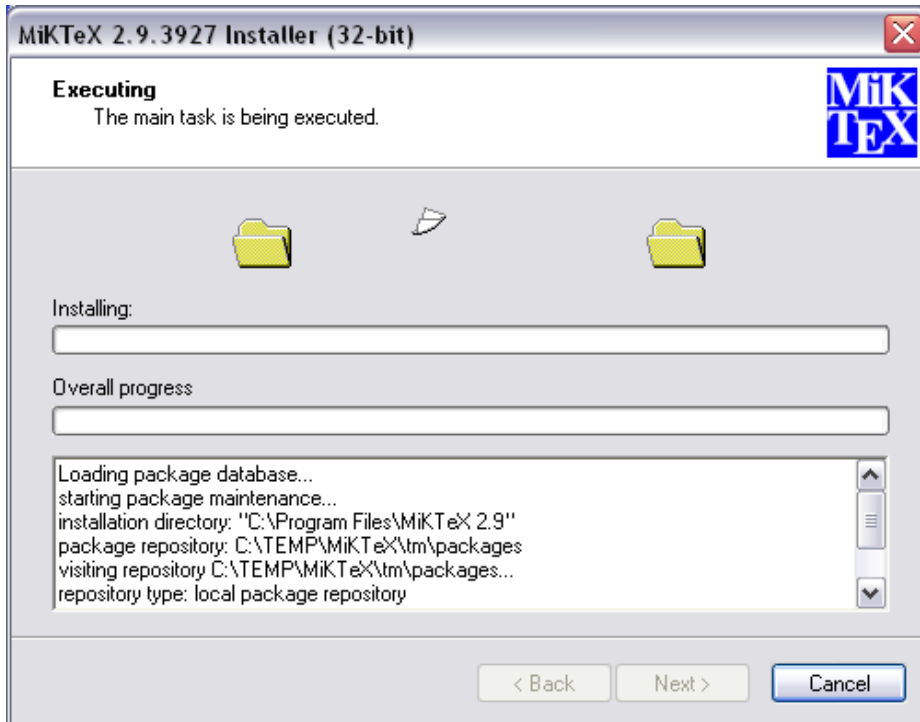 MiKTeX 2.9.3927 Installer (32-bit)
Executing
The main task is being executed.
MiK
TEX
Installing:
Overall progress
Loading package database...
starting package maintenance...
installation directory: "C:\Program Files\MiKTeX 2.9"
package repository: C:\TEMP\MiKTeX\tm\packages
visiting repository C:\TEMP\MiKTeX\tm\packages...
repository type: local package repository
< Back
Next >
Cancel